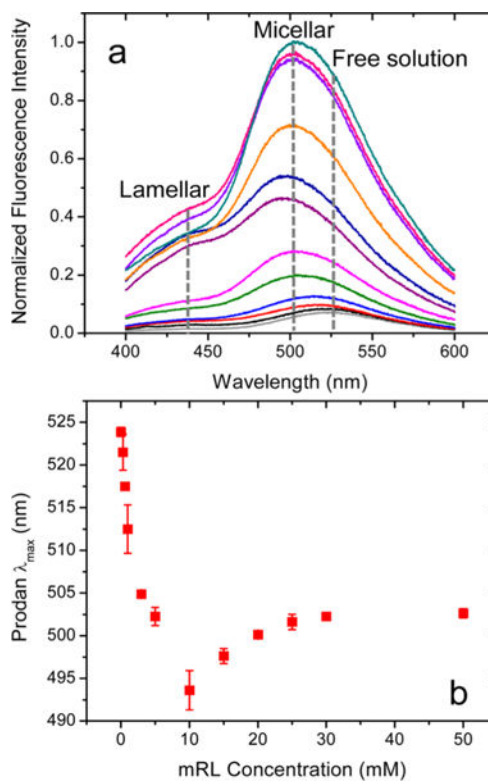 a
Micellar
Free solution
Lamellar
Normalized Fluorescence Intensity
1.0
0.8
0.6
0.4
0.2
0.0
400 450 500 550 600
Wavelength (nm)
525
520
515
510
505
500
495
490
Prodan λmax (nm)
b
0 10 20 30 40 50
mRL Concentration (mM)